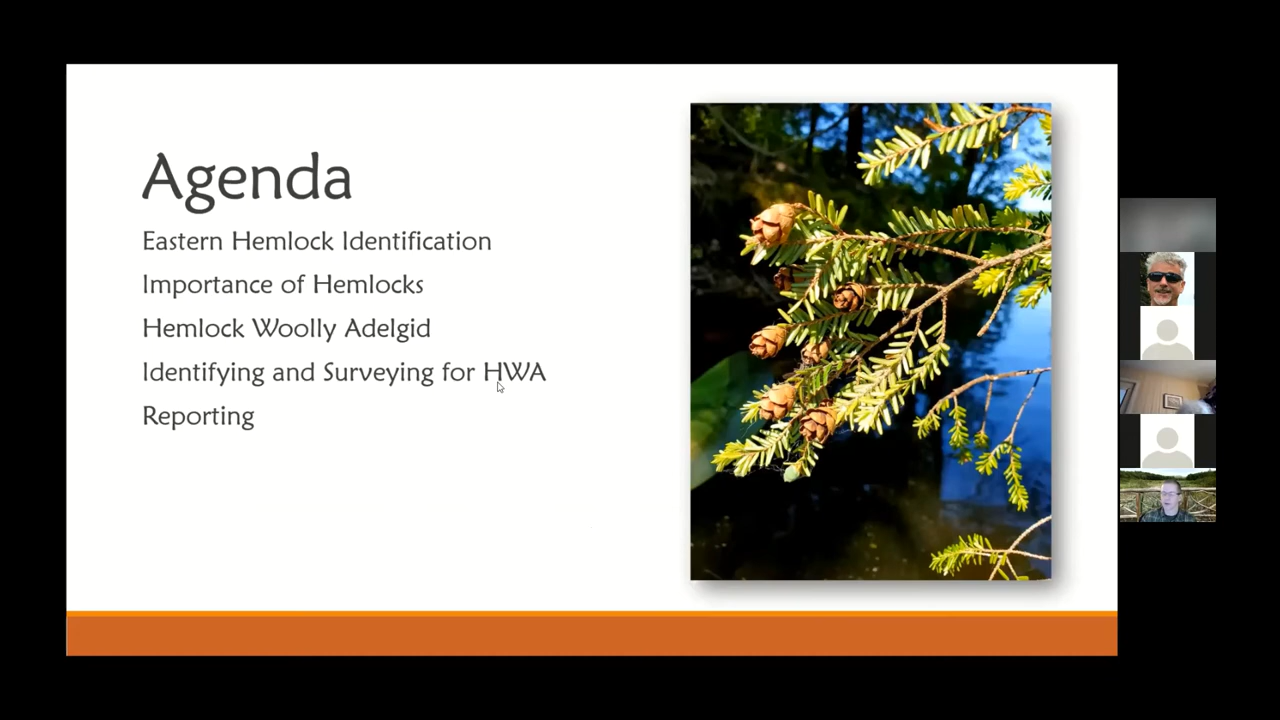 Agenda
Eastern Hemlock Identification
Importance of Hemlocks
Hemlock Woolly Adelgid
Identifying and Surveying for HWA
Reporting